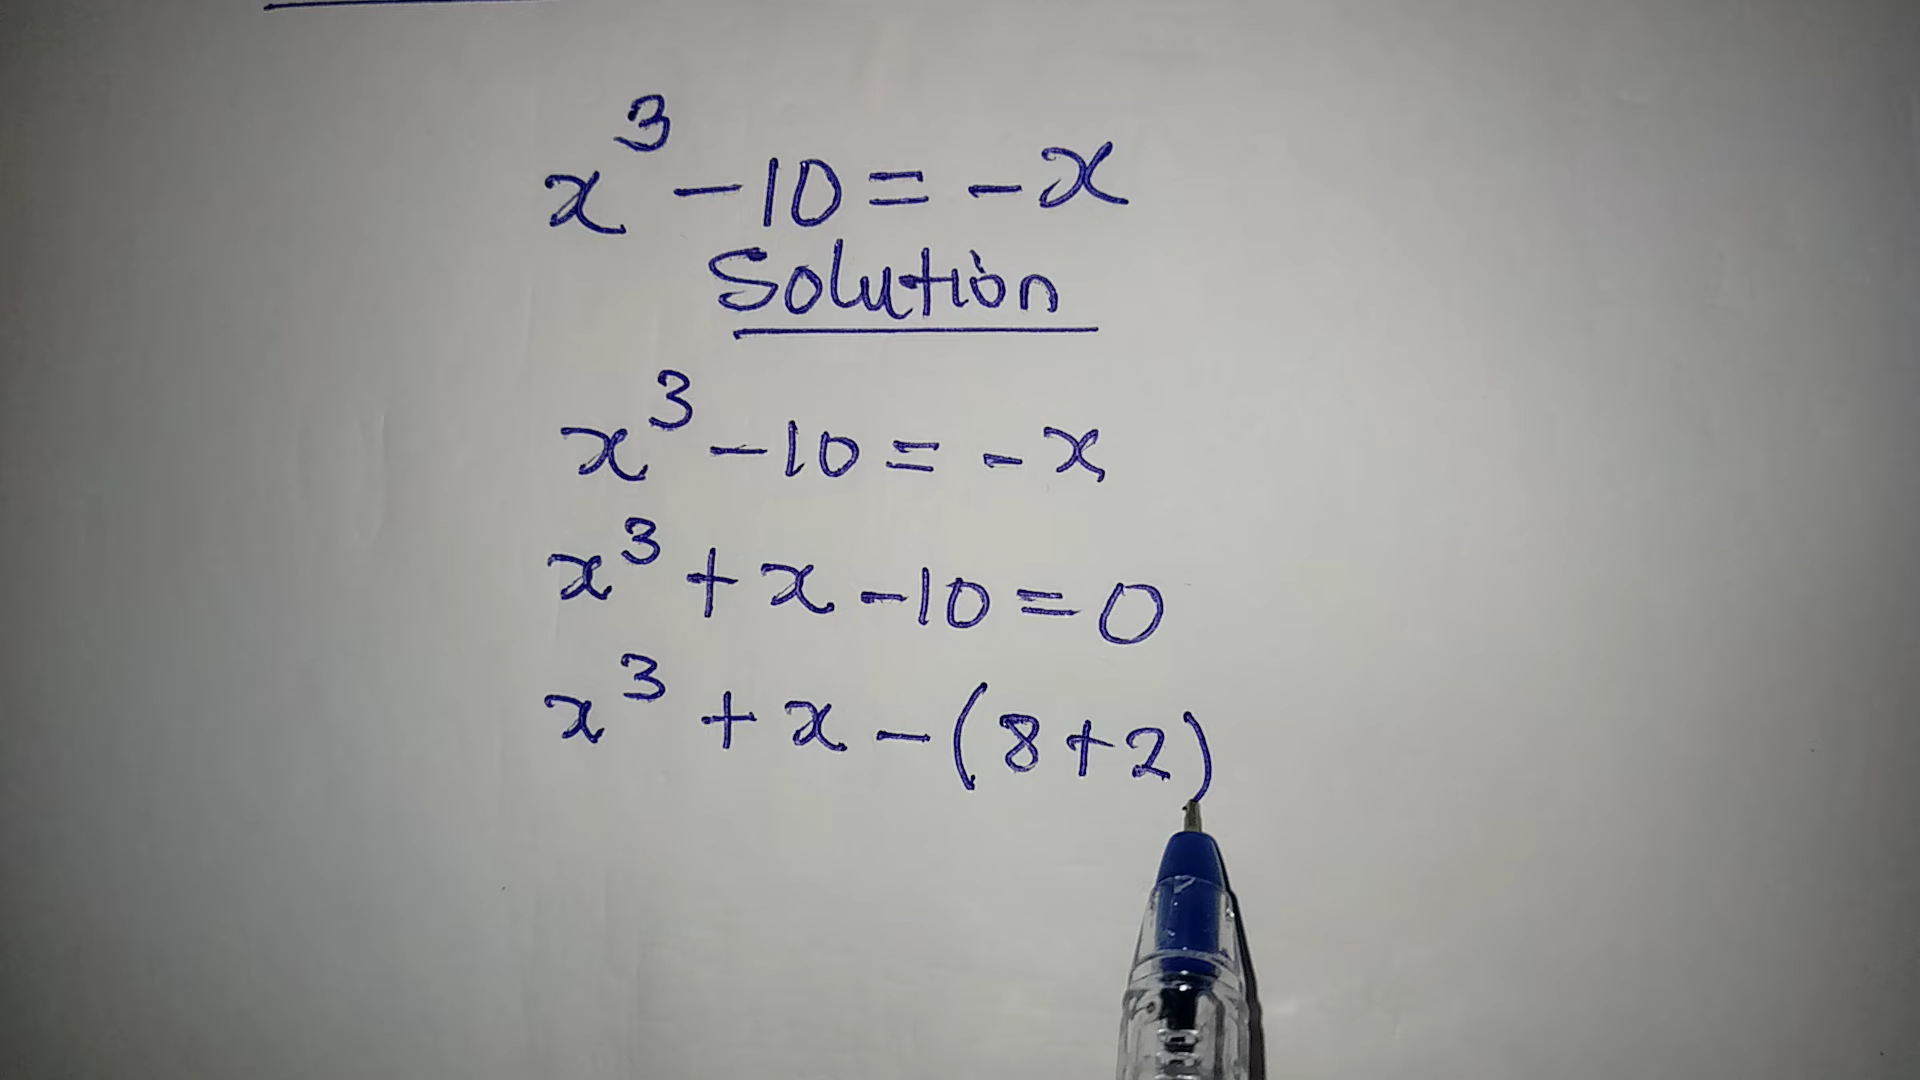 x³ - 10 = - x
Solution
x³ - 10 = - x
x³ + x - 10 = 0
x³ + x - (8+2)